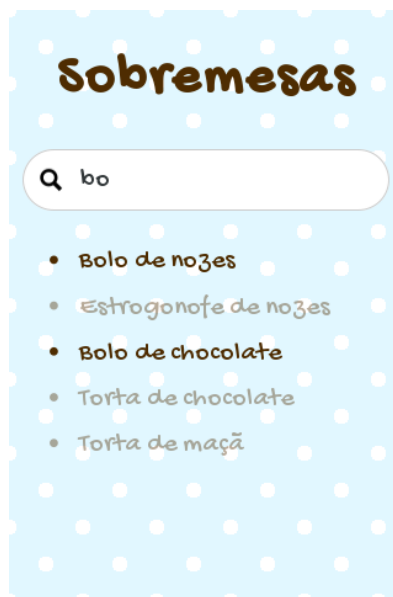 Sobremesas
bo
Bolo de nozes
Estrogonofe de nozes
Bolo de chocolate
Torta de chocolate
Torta de maçã